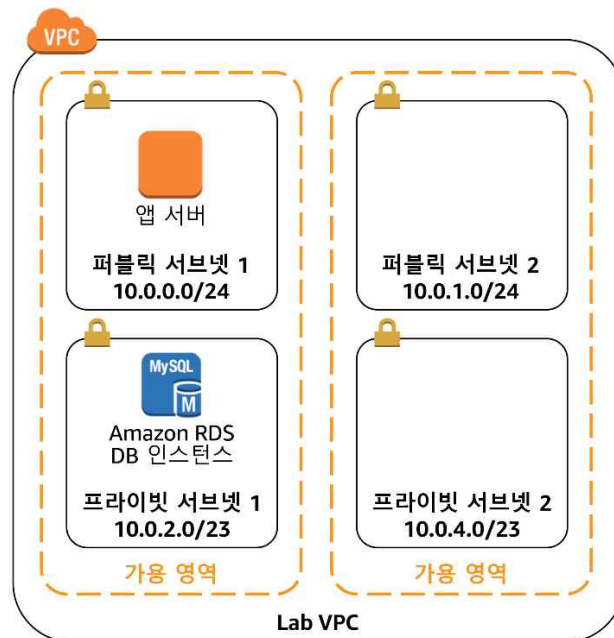 VPC
앱 서버
퍼블릭 서브넷 1
10.0.0.0/24
퍼블릭 서브넷 2
10.0.1.0/24
MySQL
M
Amazon RDS
DB 인스턴스
프라이빗 서브넷 1
10.0.2.0/23
프라이빗 서브넷 2
10.0.4.0/23
가용 영역
가용 영역
Lab VPC